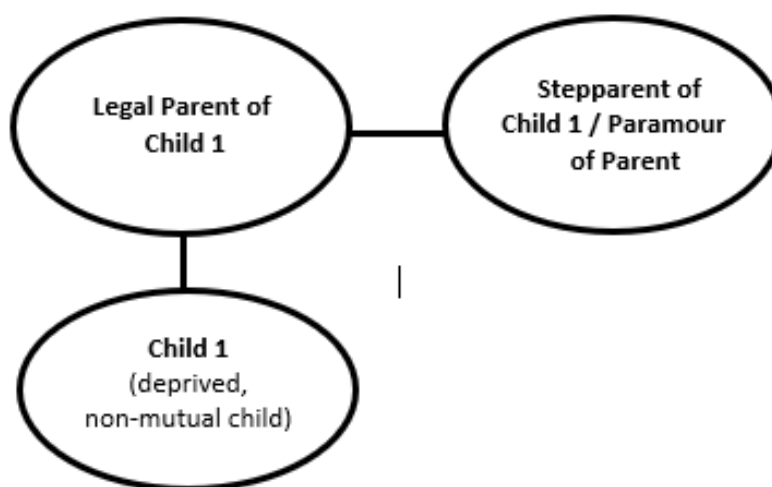 Legal Parent of
Child 1
Stepparent of
Child 1 / Paramour
of Parent
Child 1
(deprived,
non-mutual child)